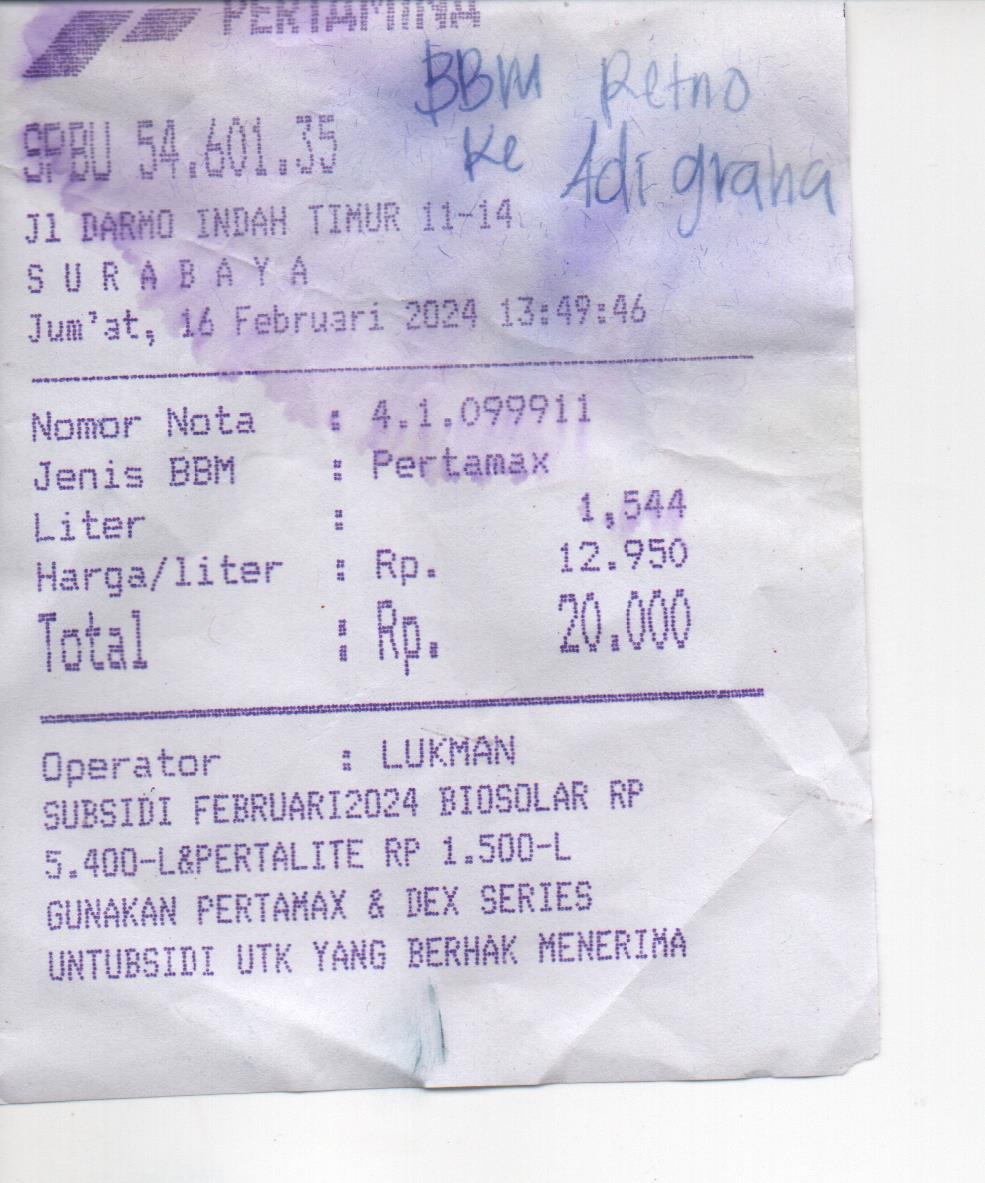 PERTAMINA
BBM Retno
ke Adi graha
SPBU 54.601.35
Jl DARMO INDAH TIMUR 11-14
S U R A B A Y A
Jum'at, 16 Februari 2024 13:49:46
Nomor Nota : 4.1.099911
Jenis BBM : Pertamax
Liter : 1,544
Harga/liter : Rp. 12.950
Total : Rp. 20.000
Operator : LUKMAN
SUBSIDI FEBRUARI2024 BIOSOLAR RP
5.400-L&PERTALITE RP 1.500-L
GUNAKAN PERTAMAX & DEX SERIES
UNTUBSIDI UTK YANG BERHAK MENERIMA